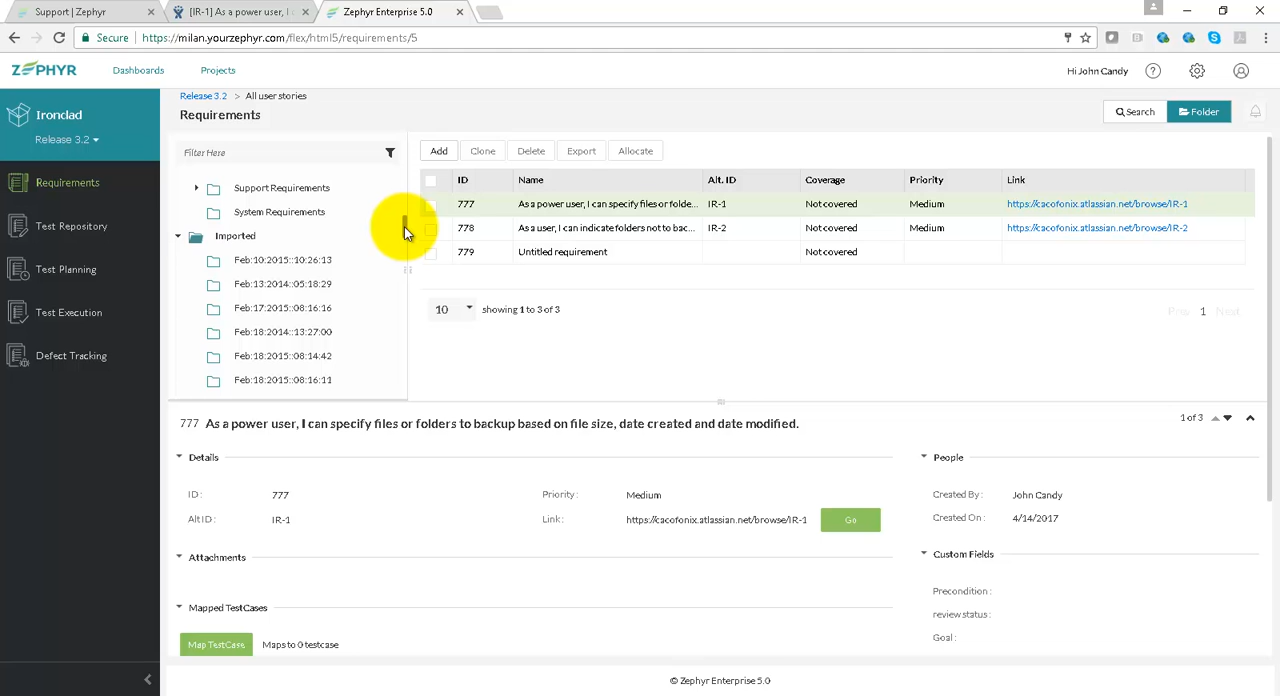 Support | Zephyr
[IR-1] As a power user, I
Zephyr Enterprise 5.0
Secure
https://milan.yourzephyr.com/flex/html5/requirements/5
ZEPHYR
Dashboards
Projects
Hi John Candy
Ironclad
Release 3.2
Requirements
Test Repository
Test Planning
Test Execution
Defect Tracking
Release 3.2 > All user stories
Requirements
Search
Folder
Filter Here
Support Requirements
System Requirements
Imported
Feb:10:2015::10:26:13
Feb:13:2014::05:18:29
Feb:17:2015::08:16:16
Feb:18:2014::13:27:00
Feb:18:2015::08:14:42
Feb:18:2015::08:16:11
Add Clone Delete Export Allocate
ID Name Alt. ID Coverage Priority Link
777 As a power user, I can specify files or folde... IR-1 Not covered Medium https://cacofonix.atlassian.net/browse/IR-1
778 As a user, I can indicate folders not to bac... IR-2 Not covered Medium https://cacofonix.atlassian.net/browse/IR-2
779 Untitled requirement Not covered
10 showing 1 to 3 of 3
Prev 1 Next
777 As a power user, I can specify files or folders to backup based on file size, date created and date modified.
1 of 3
Details
ID : 777
Priority : Medium
Alt ID : IR-1
Link : https://cacofonix.atlassian.net/browse/IR-1 Go
Attachments
Mapped TestCases
Map TestCase Maps to 0 testcase
People
Created By : John Candy
Created On : 4/14/2017
Custom Fields
Precondition :
review status :
Goal :
© Zephyr Enterprise 5.0